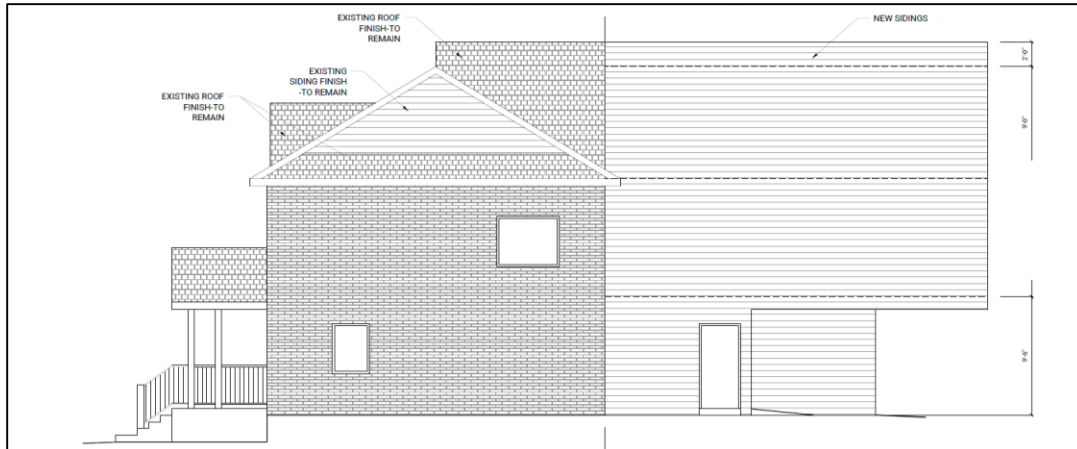 EXISTING ROOF
FINISH-TO
REMAIN
NEW SIDINGS
EXISTING
SIDING FINISH
-TO REMAIN
EXISTING ROOF
FINISH-TO
REMAIN
2'-0"
9'-0"
9'-6"